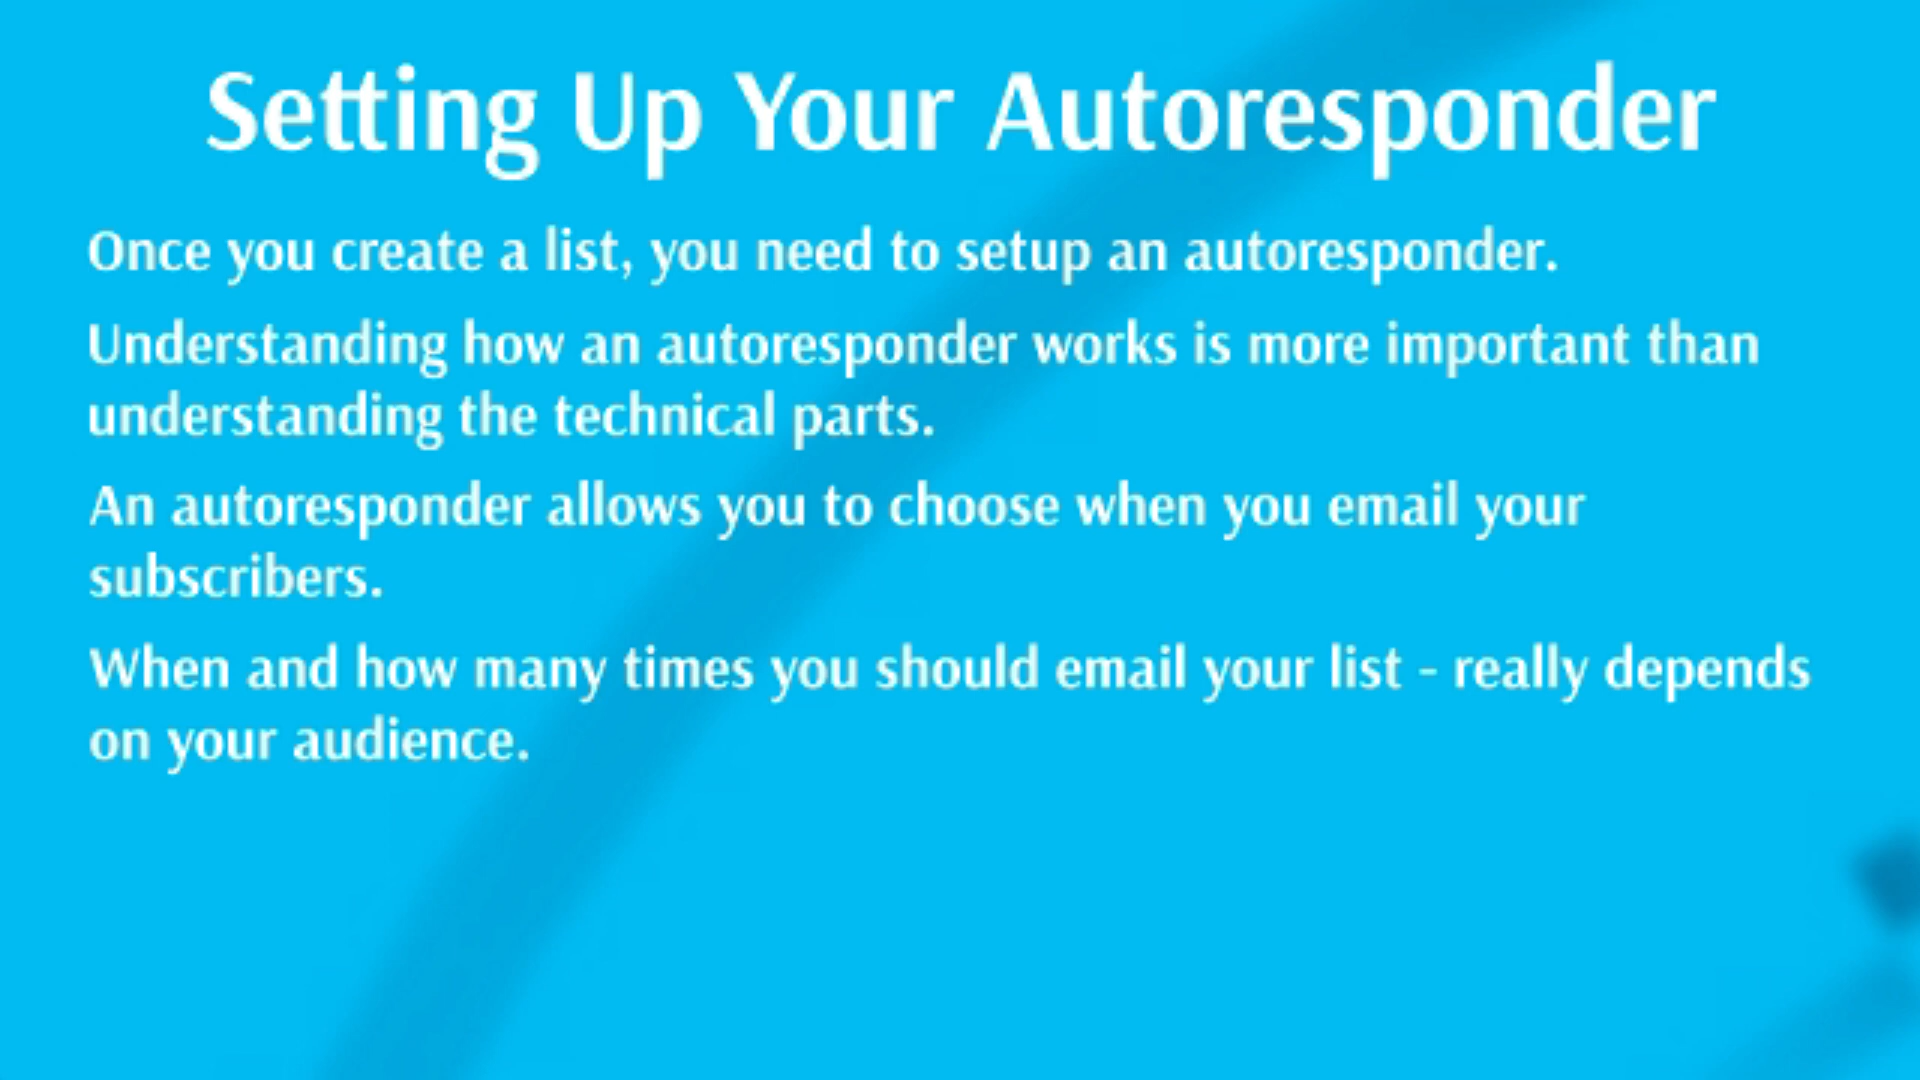 Setting Up Your Autoresponder
Once you create a list, you need to setup an autoresponder.
Understanding how an autoresponder works is more important than
understanding the technical parts.
An autoresponder allows you to choose when you email your
subscribers.
When and how many times you should email your list - really depends
on your audience.